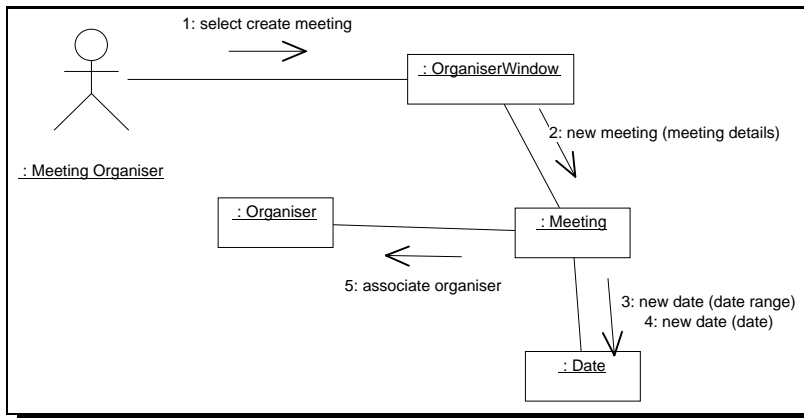 1: select create meeting
: OrganiserWindow
2: new meeting (meeting details)
: Meeting Organiser
: Organiser
: Meeting
5: associate organiser
3: new date (date range)
4: new date (date)
: Date